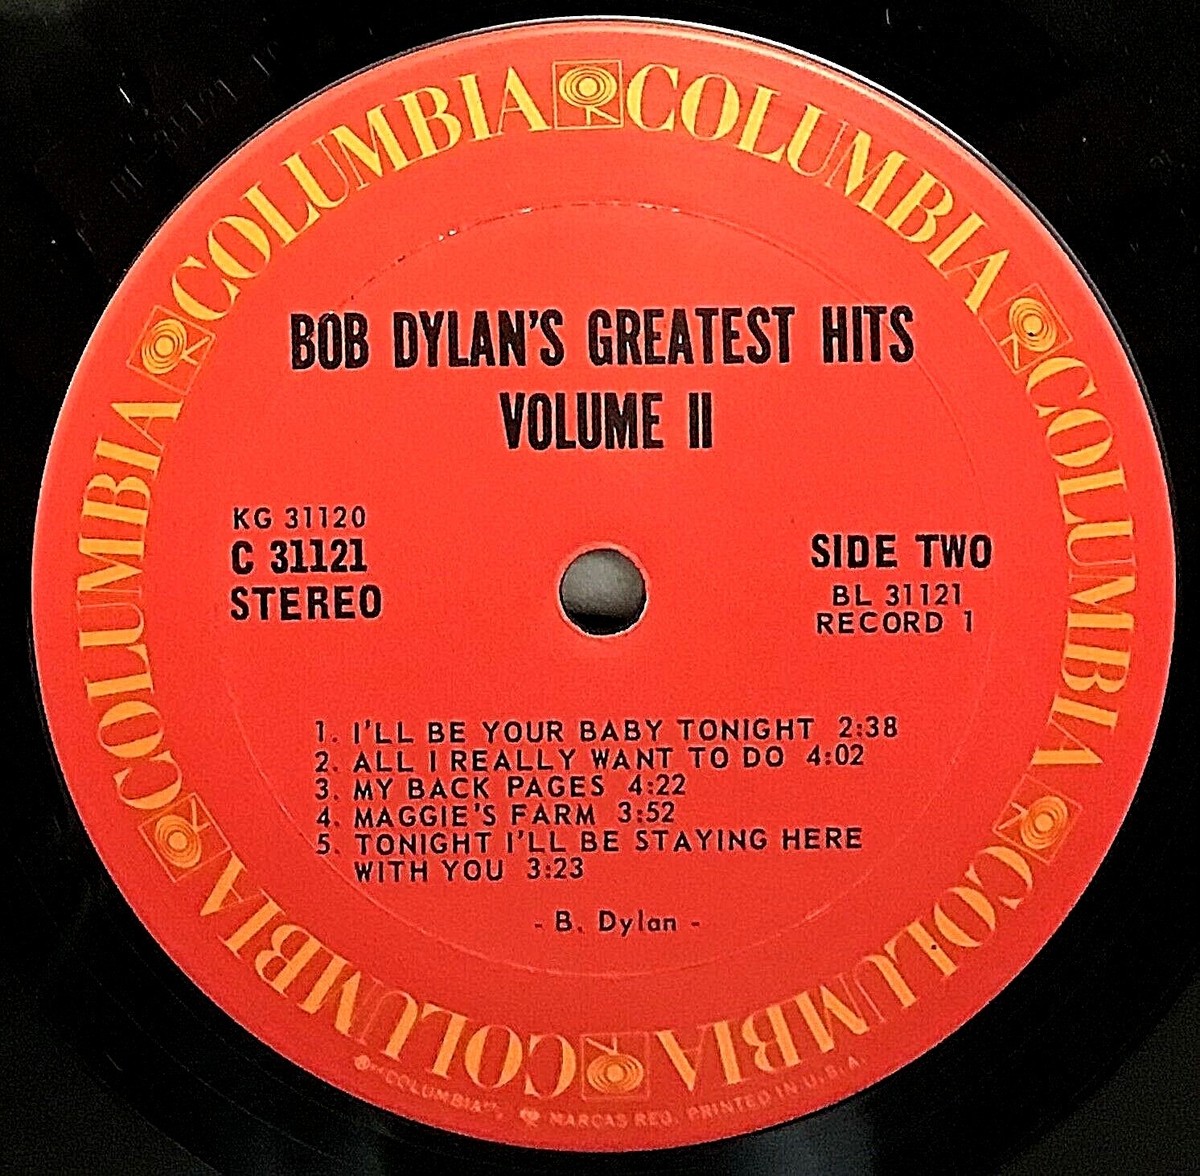 COLUMBIA COLUMBIA COLUMBIA COLUMBIA COLUMBIA COLUMBIA
BOB DYLAN'S GREATEST HITS
VOLUME II
KG 31120
C 31121
STEREO
SIDE TWO
BL 31121
RECORD 1
1. I'LL BE YOUR BABY TONIGHT 2:38
2. ALL I REALLY WANT TO DO 4:02
3. MY BACK PAGES 4:22
4. MAGGIE'S FARM 3:52
5. TONIGHT I'LL BE STAYING HERE
WITH YOU 3:23
- B. Dylan -
"COLUMBIA", MARCAS REG. PRINTED IN U.S.A.